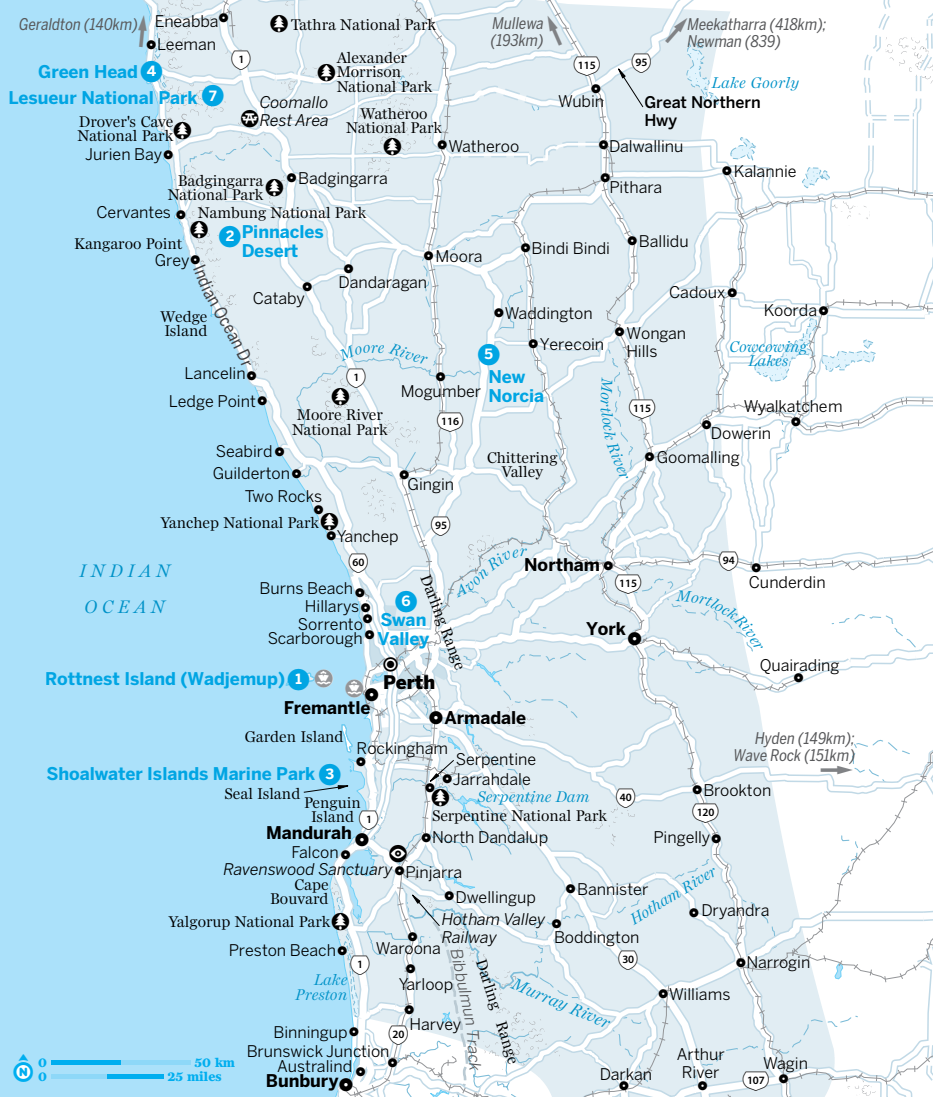 Geraldton (140km)
Eneabba
Tathra National Park
Mullewa
(193km)
Meekatharra (418km);
Newman (839)
Leeman
1
Alexander
Morrison
National Park
115
95
Green Head 4
Lake Goorly
Lesueur National Park 7
Coomallo
Rest Area
Wubin
Great Northern
Hwy
Drover's Cave
National Park
Watheroo
National Park
Jurien Bay
Watheroo
Dalwallinu
Kalannie
Badgingarra
National Park
Badgingarra
Pithara
Cervantes
Nambung National Park
2 Pinnacles
Desert
Kangaroo Point
Grey
Moora
Bindi Bindi
Ballidu
Dandaragan
Cataby
Cadoux
Koorda
Indian Ocean Dr
Wedge
Island
Waddington
Wongan
Hills
Yerecoin
Cowcowing
Lakes
Moore River
5
New
Norcia
Lancelin
1
Mogumber
Mortlock River
Ledge Point
Moore River
National Park
116
115
Wyalkatchem
Dowerin
Seabird
Chittering
Valley
Goomalling
Guilderton
Gingin
Two Rocks
Yanchep National Park
95
Yanchep
INDIAN
OCEAN
60
Avon River
Northam
94
Cunderdin
115
Burns Beach
Hillarys
Sorrento
Scarborough
6
Swan
Valley
Darling Range
Mortlock River
York
Quairading
Rottnest Island (Wadjemup) 1
Perth
Fremantle
Armadale
Garden Island
Rockingham
Hyden (149km);
Wave Rock (151km)
Shoalwater Islands Marine Park 3
Serpentine
Jarrahdale
Seal Island
Penguin
Island
Serpentine Dam
40
Brookton
1
Serpentine National Park
120
Mandurah
North Dandalup
Pingelly
Falcon
Ravenswood Sanctuary
Pinjarra
Cape
Bouvard
Dwellingup
Bannister
Hotham River
Yalgorup National Park
Hotham Valley
Railway
Boddington
Dryandra
Preston Beach
Waroona
1
30
Narrogin
Lake
Preston
Yarloop
Bibbulmun Track
Darling Range
Murray River
Williams
Binningup
Harvey
20
Brunswick Junction
Australind
Bunbury
Arthur
River
Darkan
107
Wagin
N
0 50 km
0 25 miles